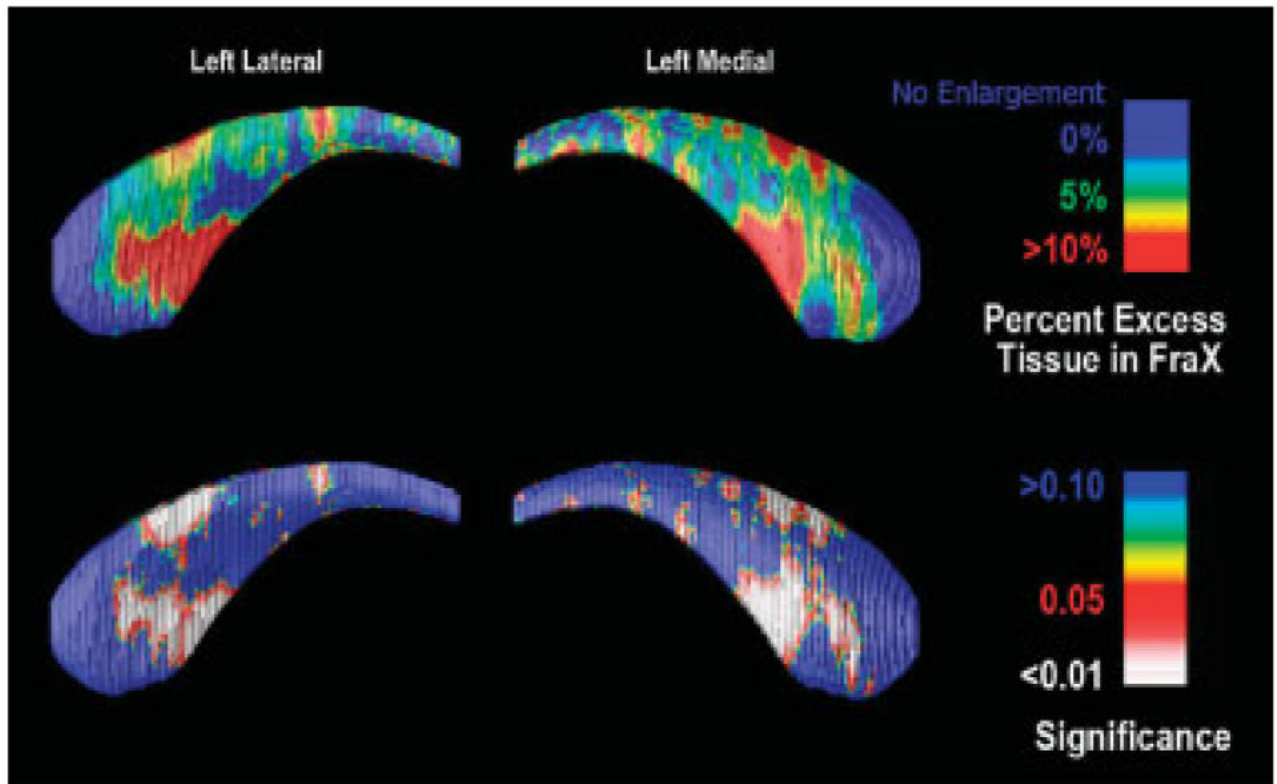 Left Lateral
Left Medial
No Enlargement
0%
5%
>10%
Percent Excess
Tissue in FraX
>0.10
0.05
<0.01
Significance